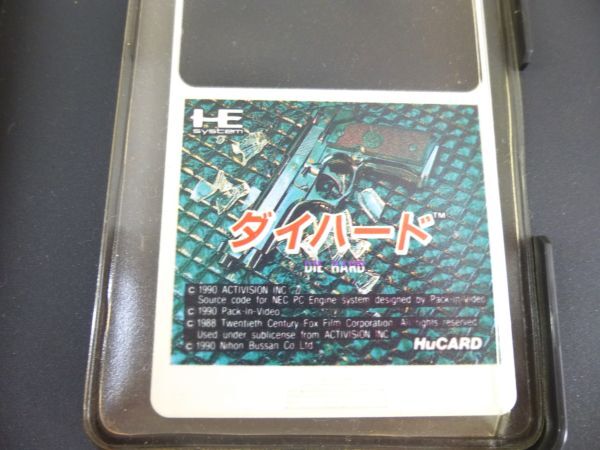 HE
system
ダイハード™
DIE HARD
© 1990 ACTIVISION INC
Source code for NEC PC Engine system designed by Pack-in-Video
© 1990 Pack-In-Video
© 1988 Twentieth Century Fox Film Corporation. All rights reserved.
Used under sublicense from ACTIVISION INC
© 1990 Nihon Bussan Co Ltd
HuCARD